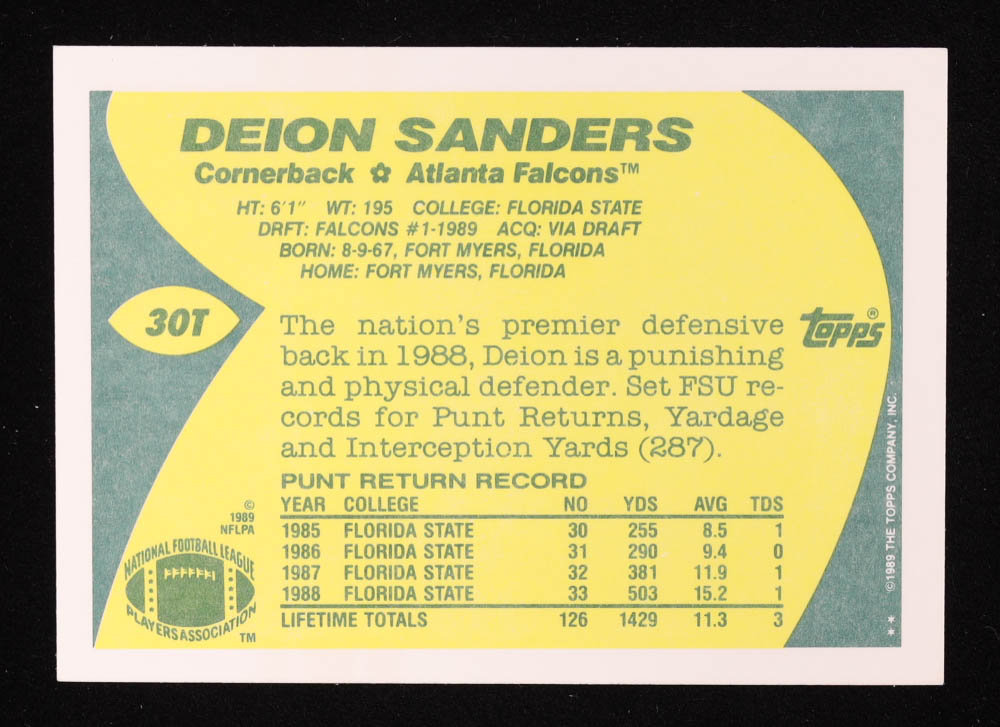 DEION SANDERS
Cornerback ✿ Atlanta Falcons™
HT: 6'1" WT: 195 COLLEGE: FLORIDA STATE
DRFT: FALCONS #1-1989 ACQ: VIA DRAFT
BORN: 8-9-67, FORT MYERS, FLORIDA
HOME: FORT MYERS, FLORIDA
30T
The nation's premier defensive
back in 1988, Deion is a punishing
and physical defender. Set FSU re-
cords for Punt Returns, Yardage
and Interception Yards (287).
topps®
PUNT RETURN RECORD
YEAR COLLEGE NO YDS AVG TDS
1985 FLORIDA STATE 30 255 8.5 1
1986 FLORIDA STATE 31 290 9.4 0
1987 FLORIDA STATE 32 381 11.9 1
1988 FLORIDA STATE 33 503 15.2 1
LIFETIME TOTALS 126 1429 11.3 3
©
1989
NFLPA
NATIONAL FOOTBALL LEAGUE
PLAYERS ASSOCIATION
TM
©1989 THE TOPPS COMPANY, INC.
**